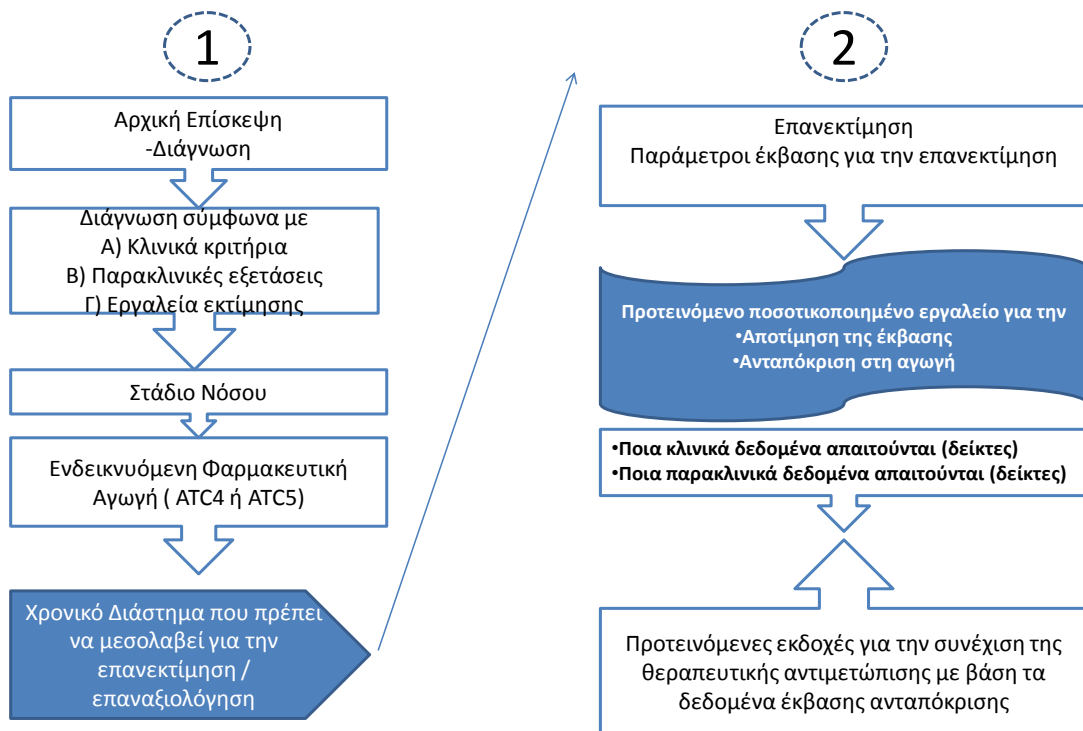 1
Αρχική Επίσκεψη
-Διάγνωση
Διάγνωση σύμφωνα με
Α) Κλινικά κριτήρια
Β) Παρακλινικές εξετάσεις
Γ) Εργαλεία εκτίμησης
Στάδιο Νόσου
Ενδεικνυόμενη Φαρμακευτική
Αγωγή ( ATC4 ή ATC5)
Χρονικό Διάστημα που πρέπει
να μεσολαβεί για την
επανεκτίμηση /
επαναξιολόγηση
2
Επανεκτίμηση
Παράμετροι έκβασης για την επανεκτίμηση
Προτεινόμενο ποσοτικοποιημένο εργαλείο για την
•Αποτίμηση της έκβασης
•Ανταπόκριση στη αγωγή
•Ποια κλινικά δεδομένα απαιτούνται (δείκτες)
•Ποια παρακλινικά δεδομένα απαιτούνται (δείκτες)
Προτεινόμενες εκδοχές για την συνέχιση της
θεραπευτικής αντιμετώπισης με βάση τα
δεδομένα έκβασης ανταπόκρισης